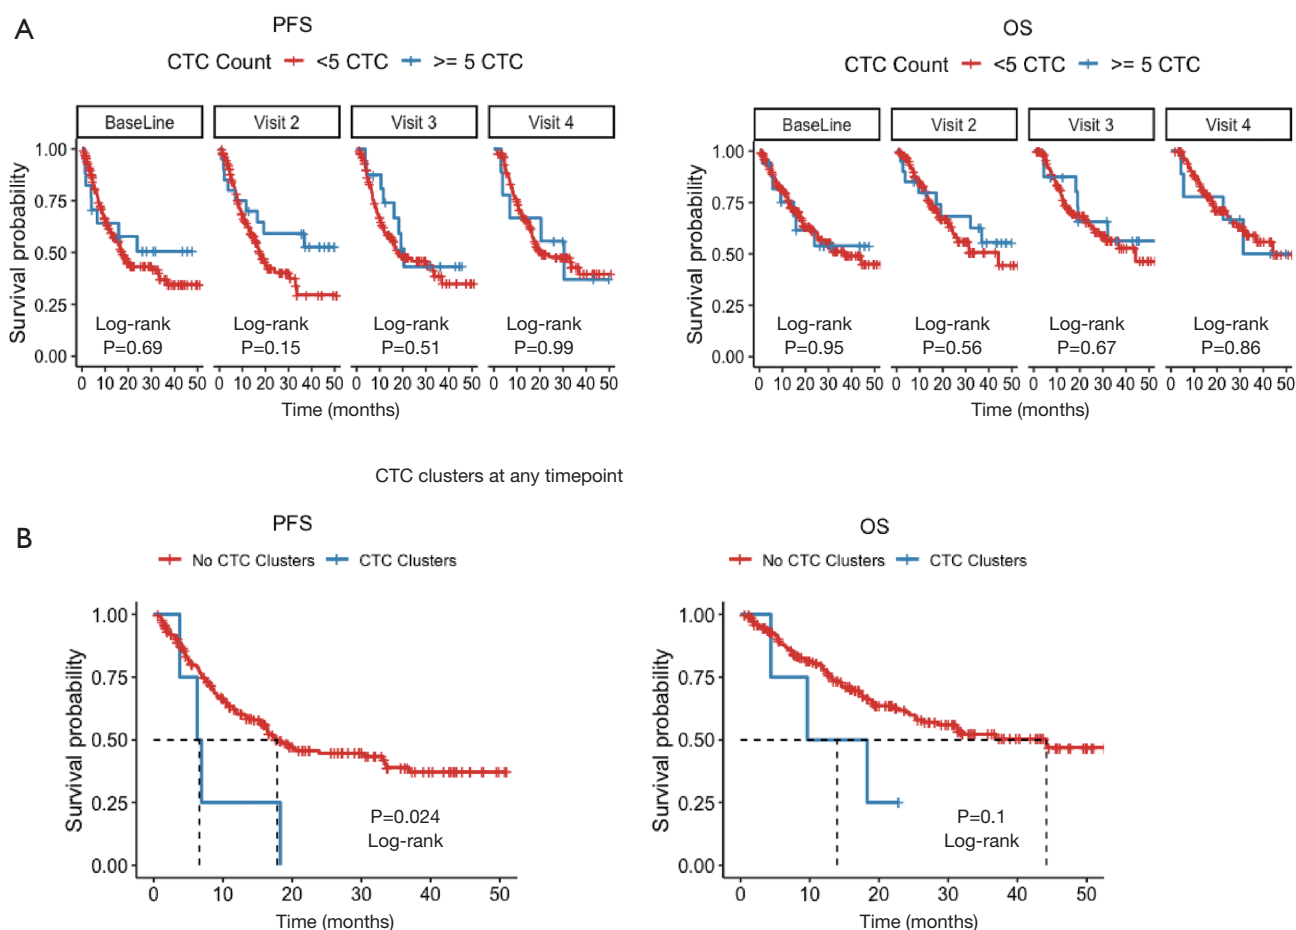 A
PFS
CTC Count <5 CTC >= 5 CTC
BaseLine Visit 2 Visit 3 Visit 4
Survival probability
1.00
0.75
0.50
0.25
0.00
Log-rank Log-rank Log-rank Log-rank
P=0.69 P=0.15 P=0.51 P=0.99
0 10 20 30 40 50 0 10 20 30 40 50 0 10 20 30 40 50 0 10 20 30 40 50
Time (months)
OS
CTC Count <5 CTC >= 5 CTC
BaseLine Visit 2 Visit 3 Visit 4
Survival probability
1.00
0.75
0.50
0.25
0.00
Log-rank Log-rank Log-rank Log-rank
P=0.95 P=0.56 P=0.67 P=0.86
0 10 20 30 40 50 0 10 20 30 40 50 0 10 20 30 40 50 0 10 20 30 40 50
Time (months)
CTC clusters at any timepoint
B
PFS
No CTC Clusters CTC Clusters
Survival probability
1.00
0.75
0.50
0.25
0.00
P=0.024
Log-rank
0 10 20 30 40 50
Time (months)
OS
No CTC Clusters CTC Clusters
Survival probability
1.00
0.75
0.50
0.25
0.00
P=0.1
Log-rank
0 10 20 30 40 50
Time (months)